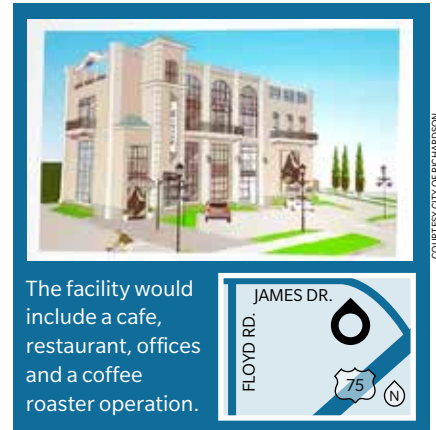 COURTESY CITY OF RICHARDSON
The facility would
include a cafe,
restaurant, offices
and a coffee
roaster operation.
JAMES DR.
FLOYD RD.
75
N